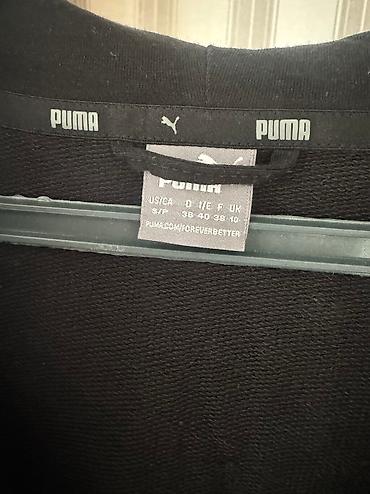 PUMA PUMA
PUMA
US/CA D I/E F UK
S/P 36 40 38 10
PUMA.COM/FOREVERBETTER